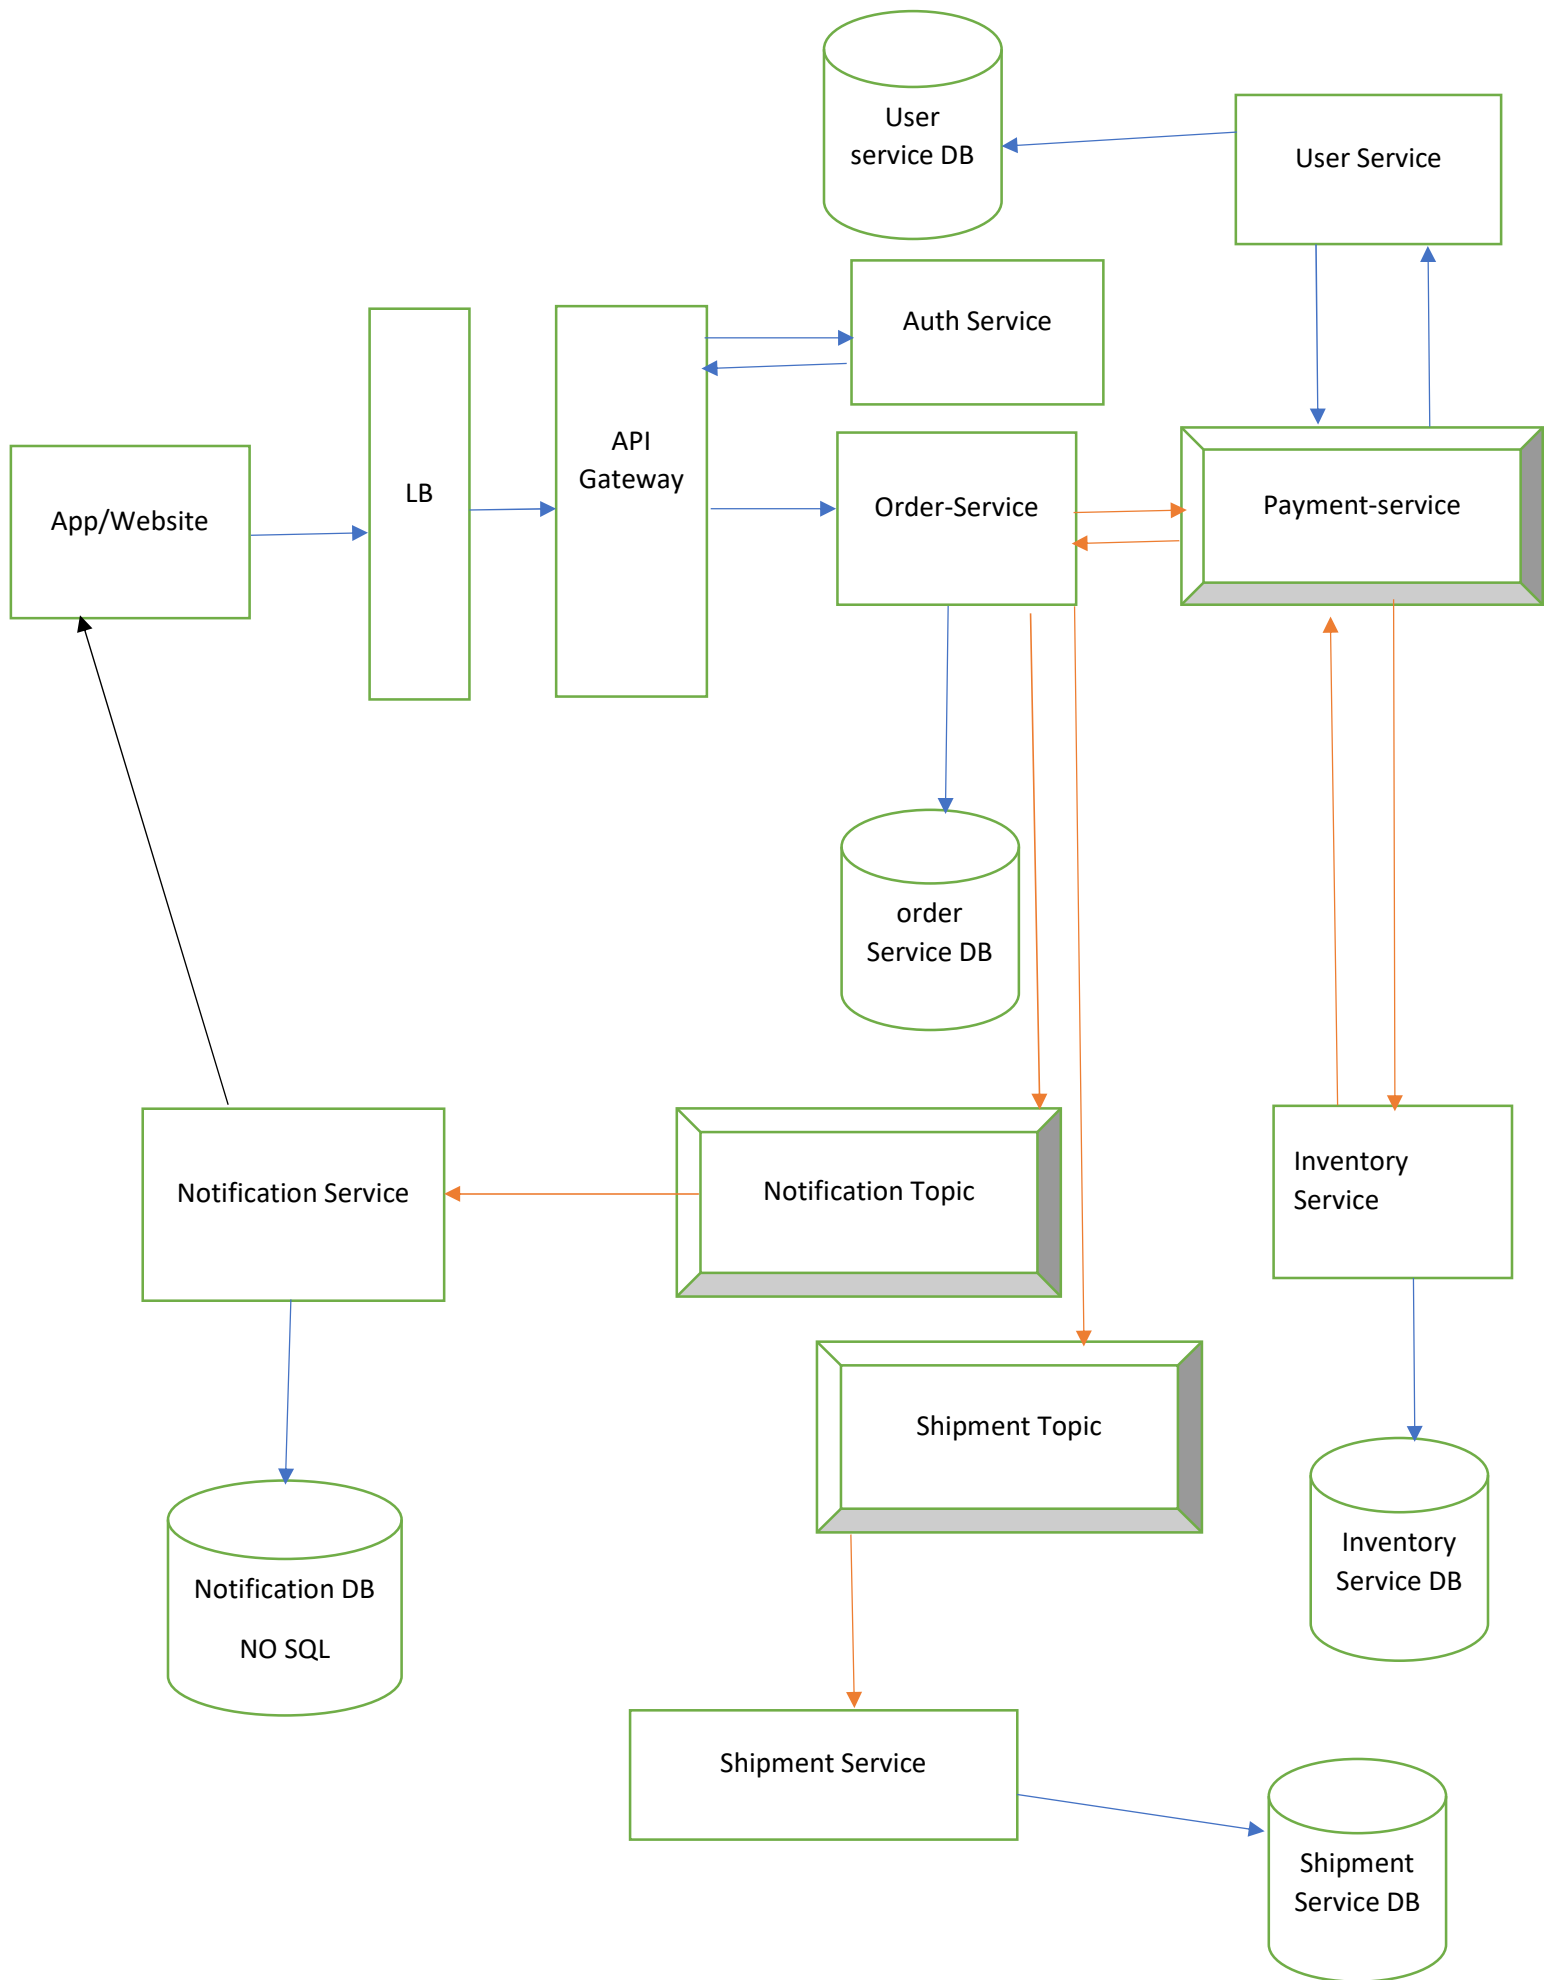 User
service DB
User Service
Auth Service
App/Website
LB
API
Gateway
Order-Service
Payment-service
order
Service DB
Notification Service
Notification Topic
Inventory
Service
Shipment Topic
Notification DB
NO SQL
Inventory
Service DB
Shipment Service
Shipment
Service DB